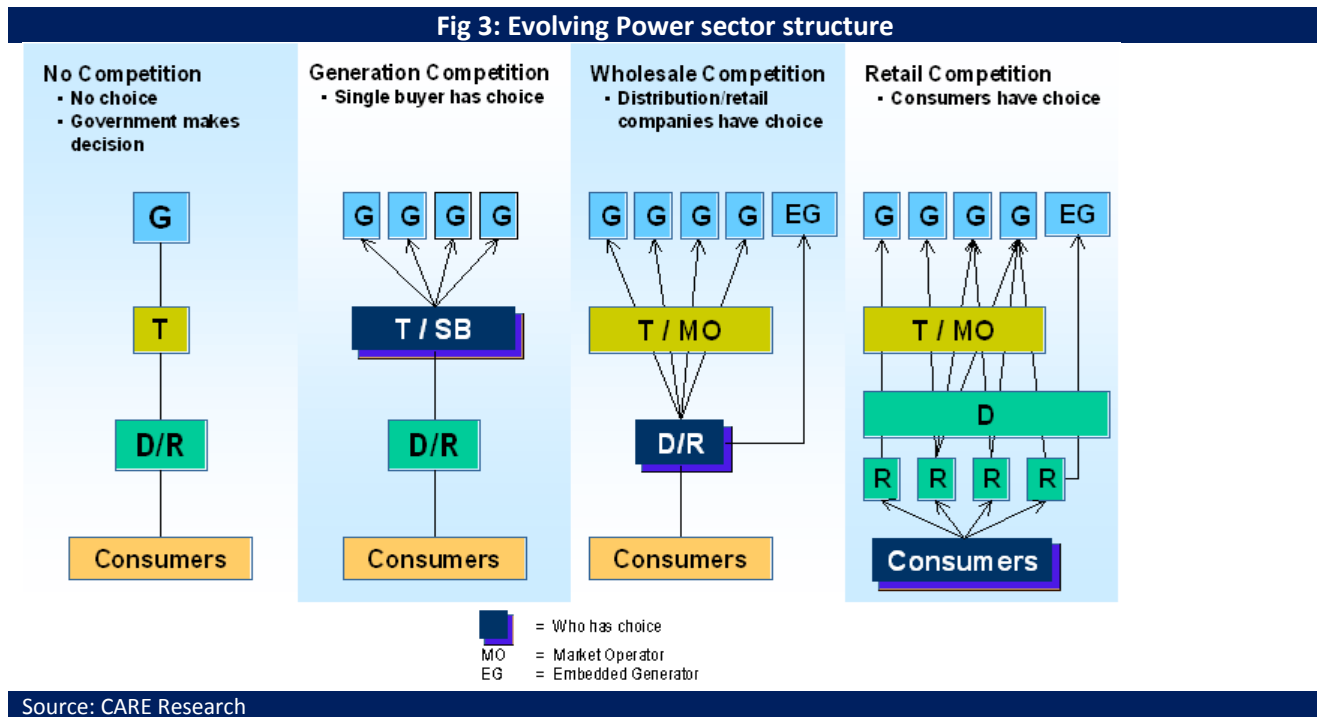 Fig 3: Evolving Power sector structure
No Competition
▪ No choice
▪ Government makes
decision
G
T
D/R
Consumers
Generation Competition
▪ Single buyer has choice
G G G G
T / SB
D/R
Consumers
Wholesale Competition
▪ Distribution/retail
companies have choice
G G G G EG
T / MO
D/R
Consumers
Retail Competition
▪ Consumers have choice
G G G G EG
T / MO
D
R R R R
Consumers
= Who has choice
MO = Market Operator
EG = Embedded Generator
Source: CARE Research